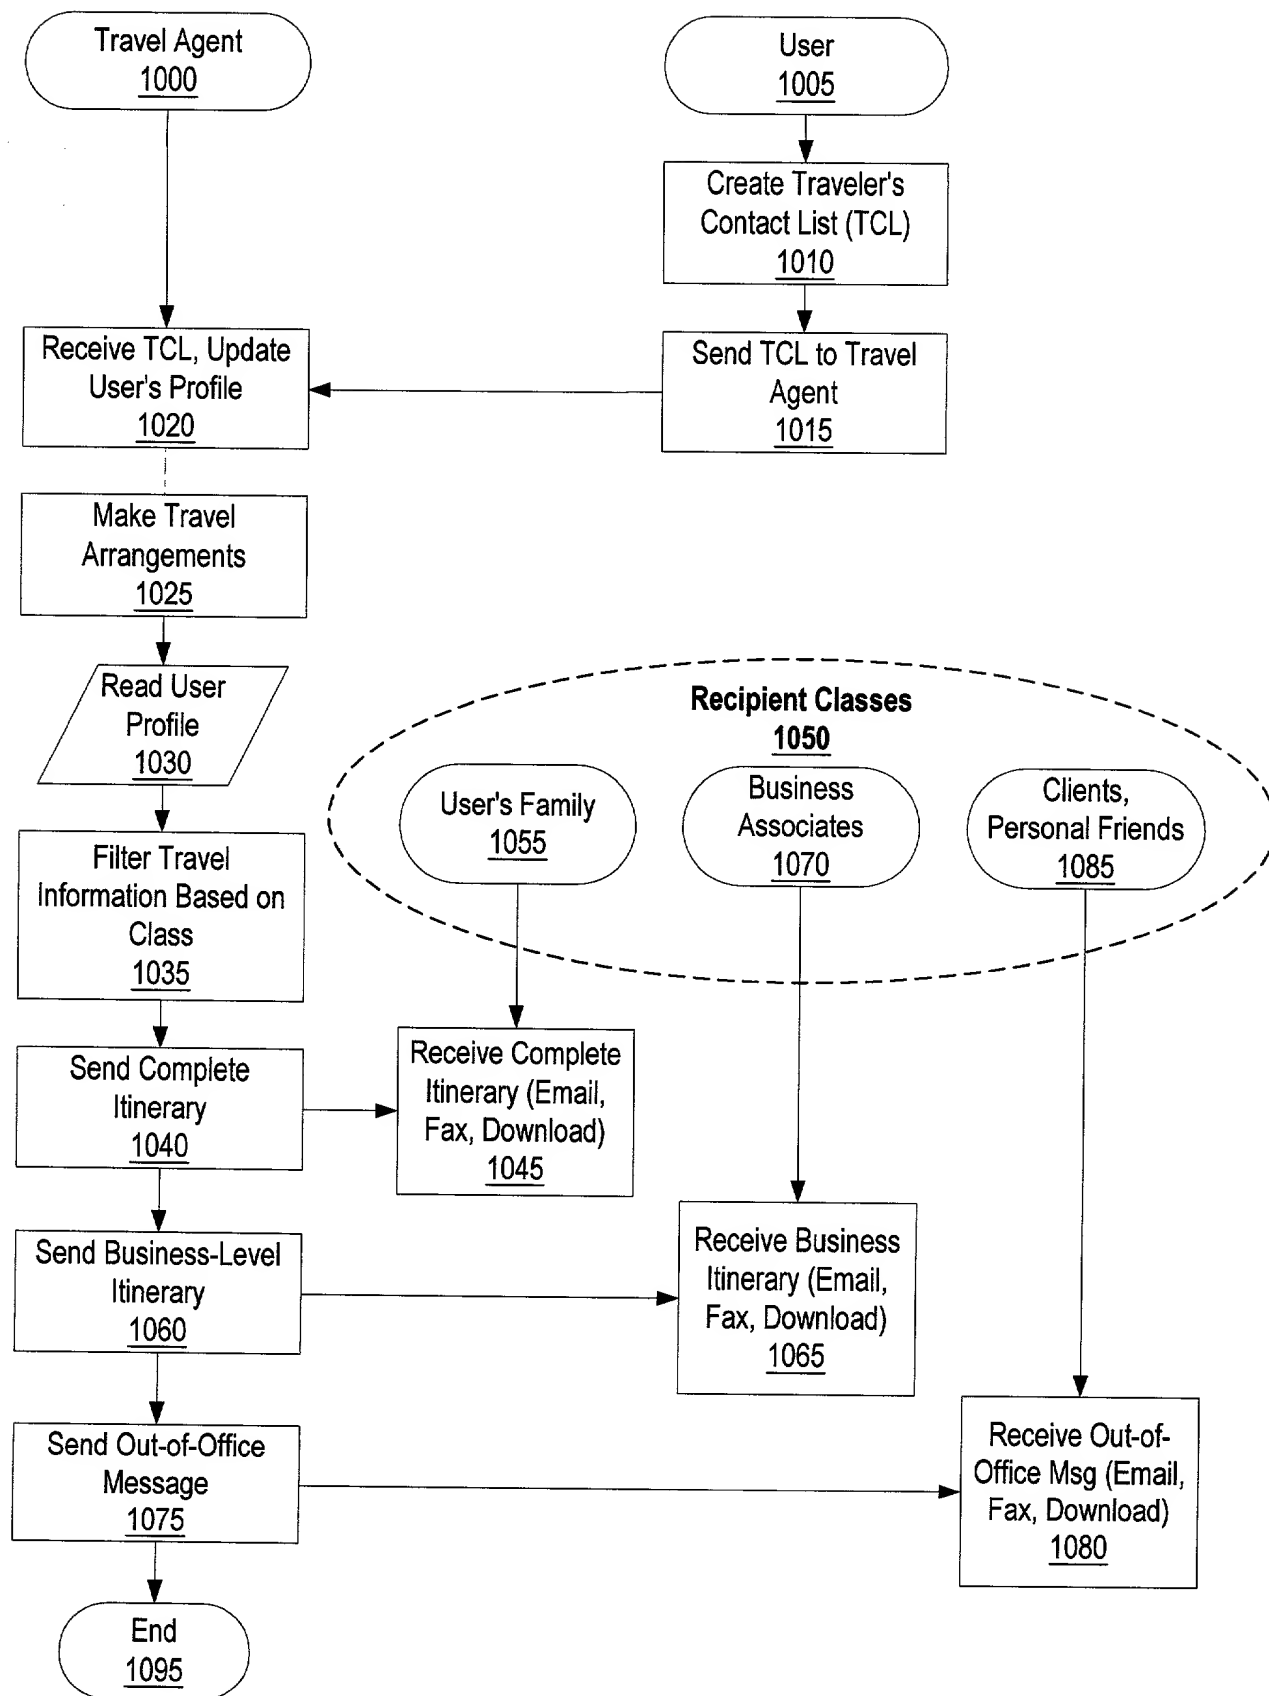 Travel Agent
1000
User
1005
Create Traveler's
Contact List (TCL)
1010
Receive TCL, Update
User's Profile
1020
Send TCL to Travel
Agent
1015
Make Travel
Arrangements
1025
Read User
Profile
1030
Recipient Classes
1050
User's Family
1055
Business
Associates
1070
Clients,
Personal Friends
1085
Filter Travel
Information Based on
Class
1035
Send Complete
Itinerary
1040
Receive Complete
Itinerary (Email,
Fax, Download)
1045
Send Business-Level
Itinerary
1060
Receive Business
Itinerary (Email,
Fax, Download)
1065
Send Out-of-Office
Message
1075
Receive Out-of-
Office Msg (Email,
Fax, Download)
1080
End
1095